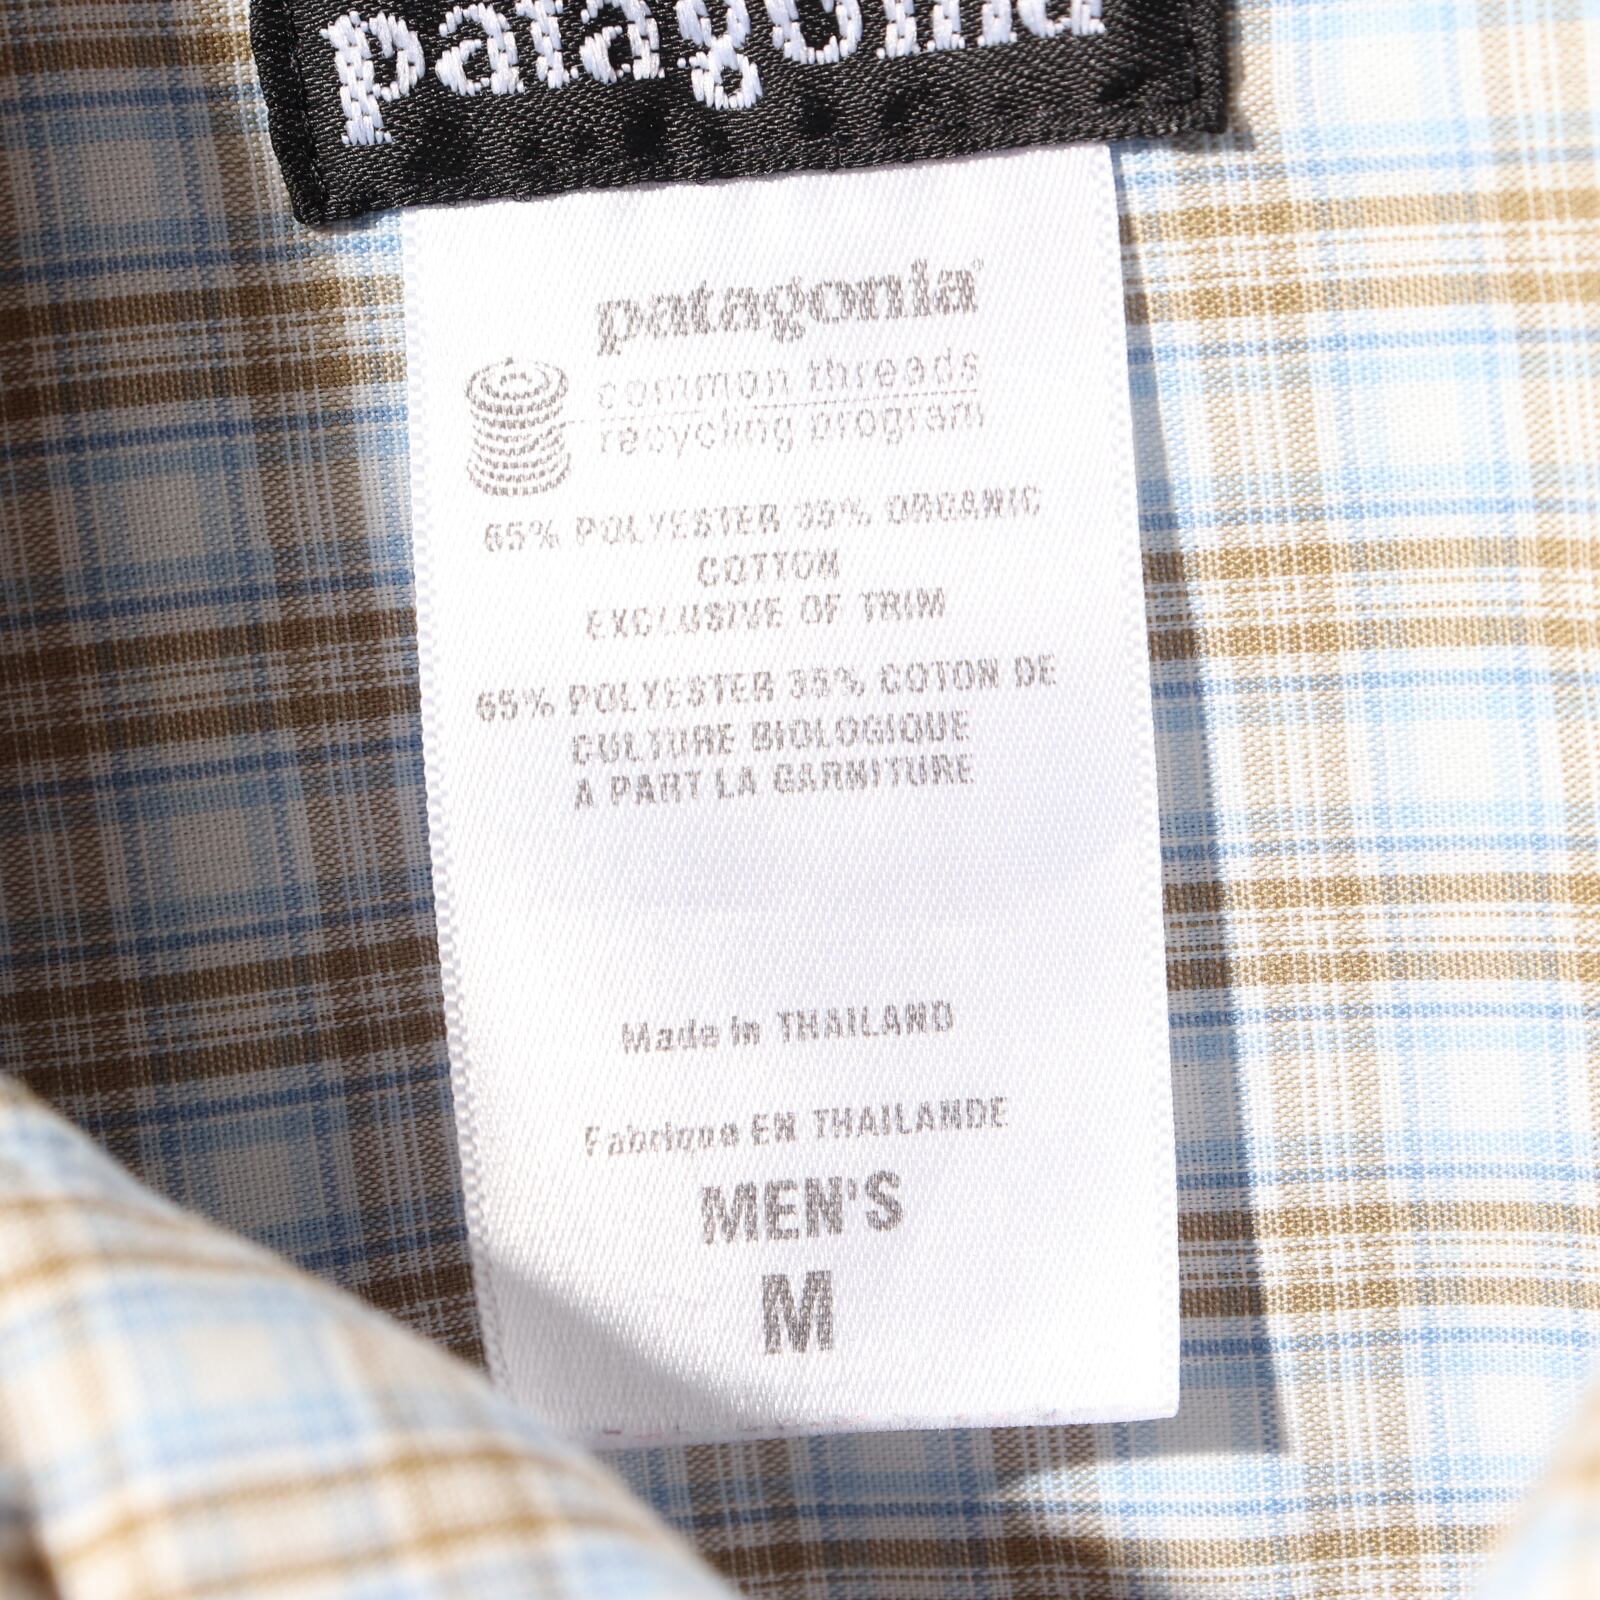 patagonia
patagonia®
common threads
recycling program
65% POLYESTER 35% ORGANIC
COTTON
EXCLUSIVE OF TRIM
65% POLYESTER 35% COTON DE
CULTURE BIOLOGIQUE
A PART LA GARNITURE
Made in THAILAND
Fabrique EN THAILANDE
MEN'S
M